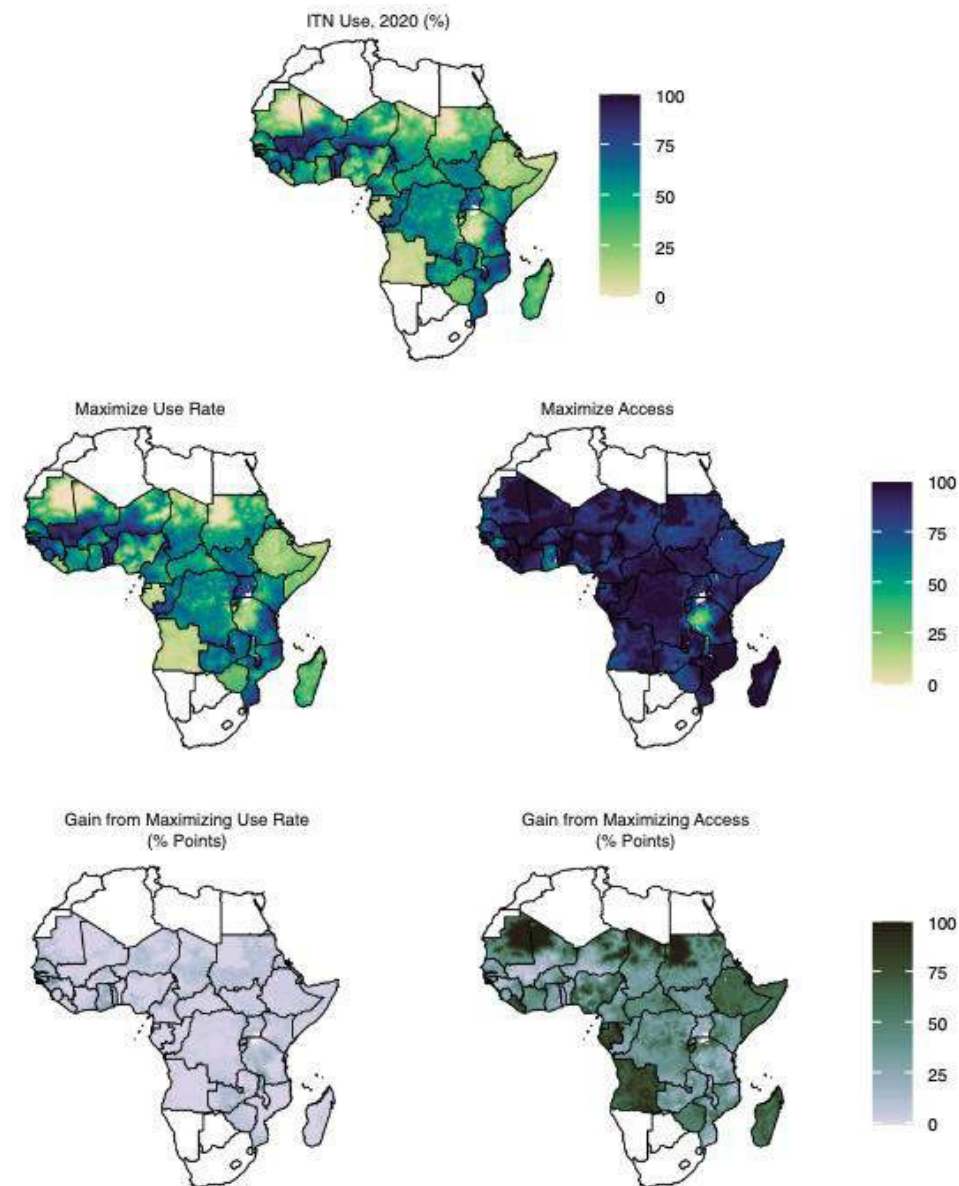 ITN Use, 2020 (%)
100
75
50
25
0
Maximize Use Rate
Maximize Access
100
75
50
25
0
Gain from Maximizing Use Rate
(% Points)
Gain from Maximizing Access
(% Points)
100
75
50
25
0